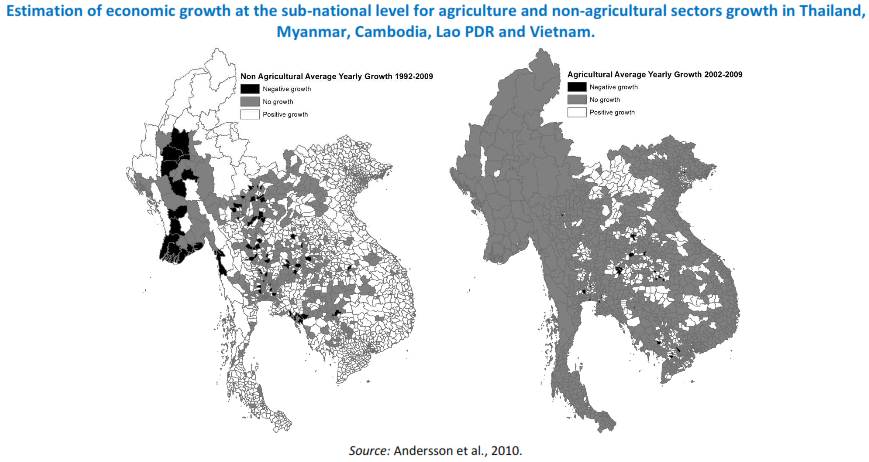 Estimation of economic growth at the sub-national level for agriculture and non-agricultural sectors growth in Thailand,
Myanmar, Cambodia, Lao PDR and Vietnam.
Non Agricultural Average Yearly Growth 1992-2009
Negative growth
No growth
Positive growth
Agricultural Average Yearly Growth 2002-2009
Negative growth
No growth
Positive growth
Source: Andersson et al., 2010.